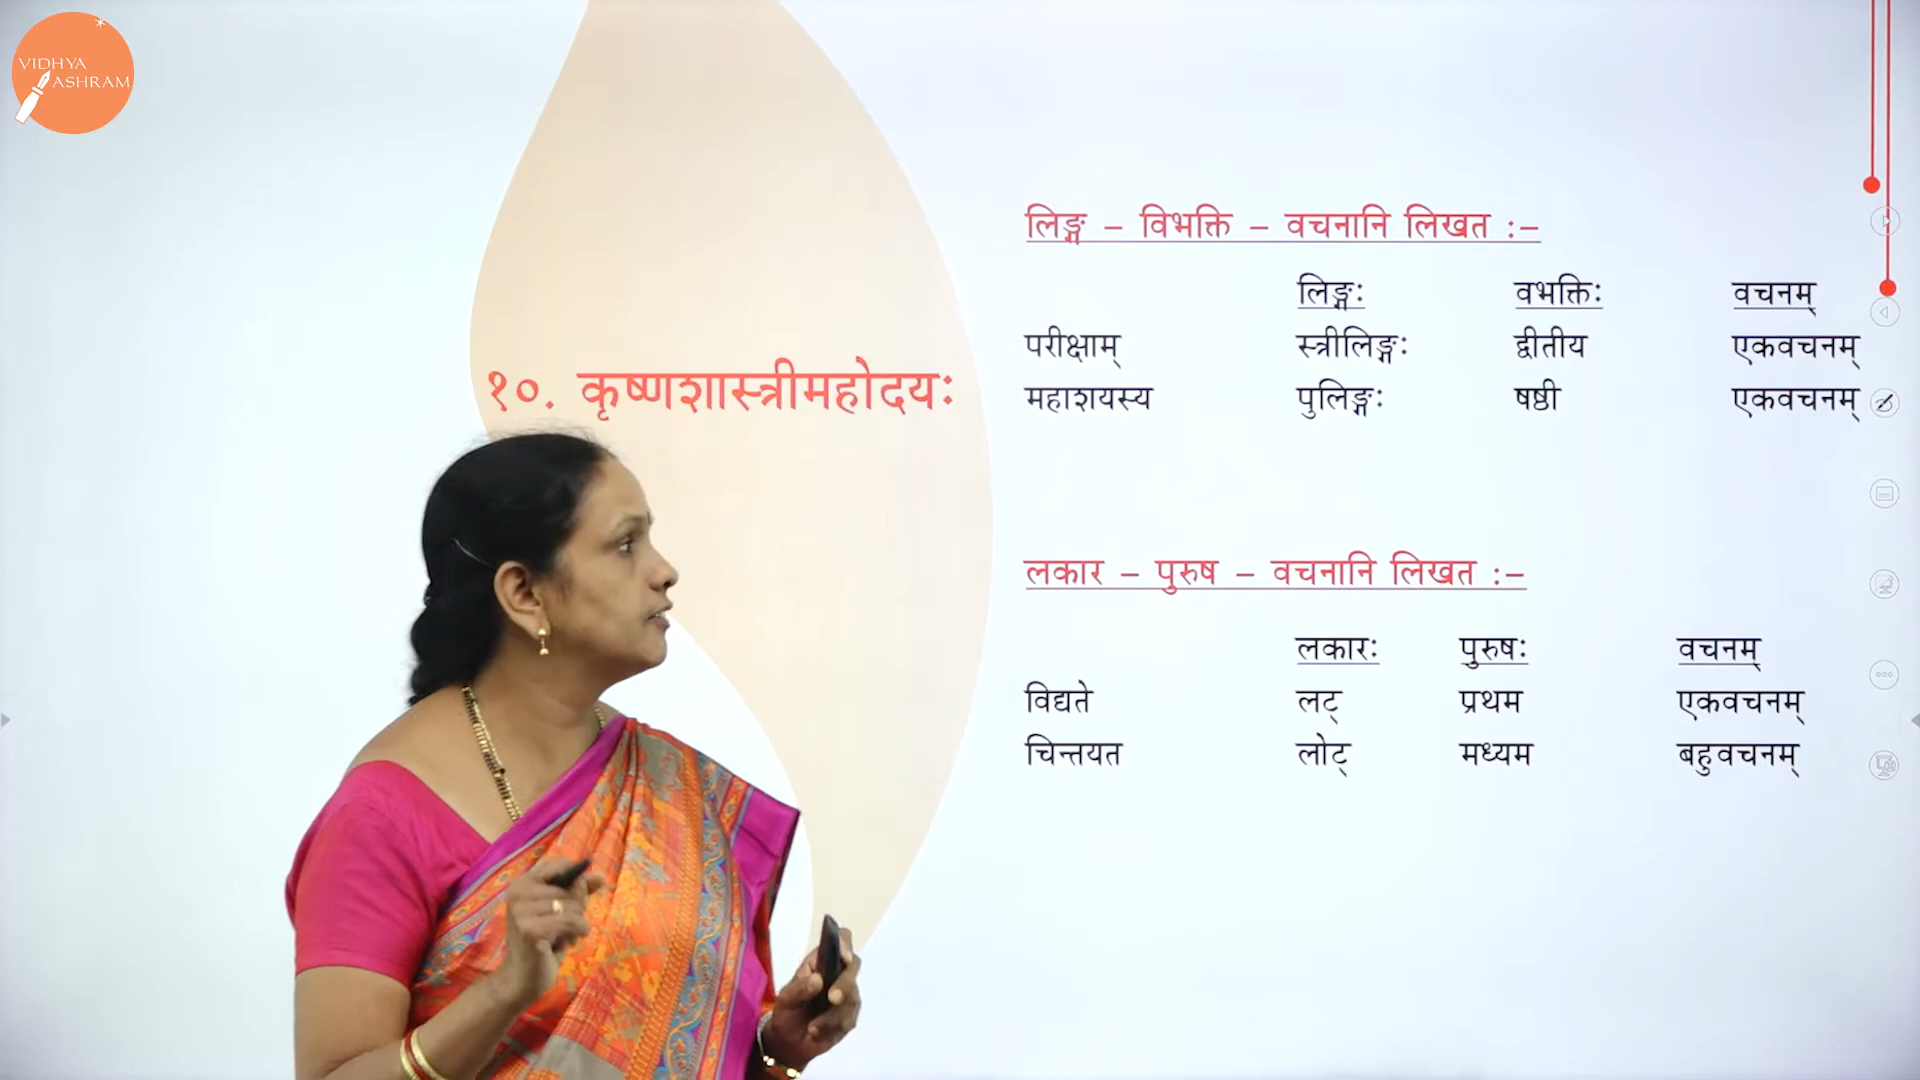 VIDHYA
ASHRAM
१०. कृष्णशास्त्रीमहोदयः
लिङ्ग – विभक्ति – वचनानि लिखत :–
लिङ्गः वभक्तिः वचनम्
परीक्षाम् स्त्रीलिङ्गः द्वितीय एकवचनम्
महाशयस्य पुलिङ्गः षष्ठी एकवचनम्
लकार – पुरुष – वचनानि लिखत :–
लकारः पुरुषः वचनम्
विद्यते लट् प्रथम एकवचनम्
चिन्तयत लोट् मध्यम बहुवचनम्